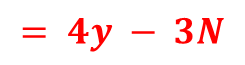 = 4y − 3N